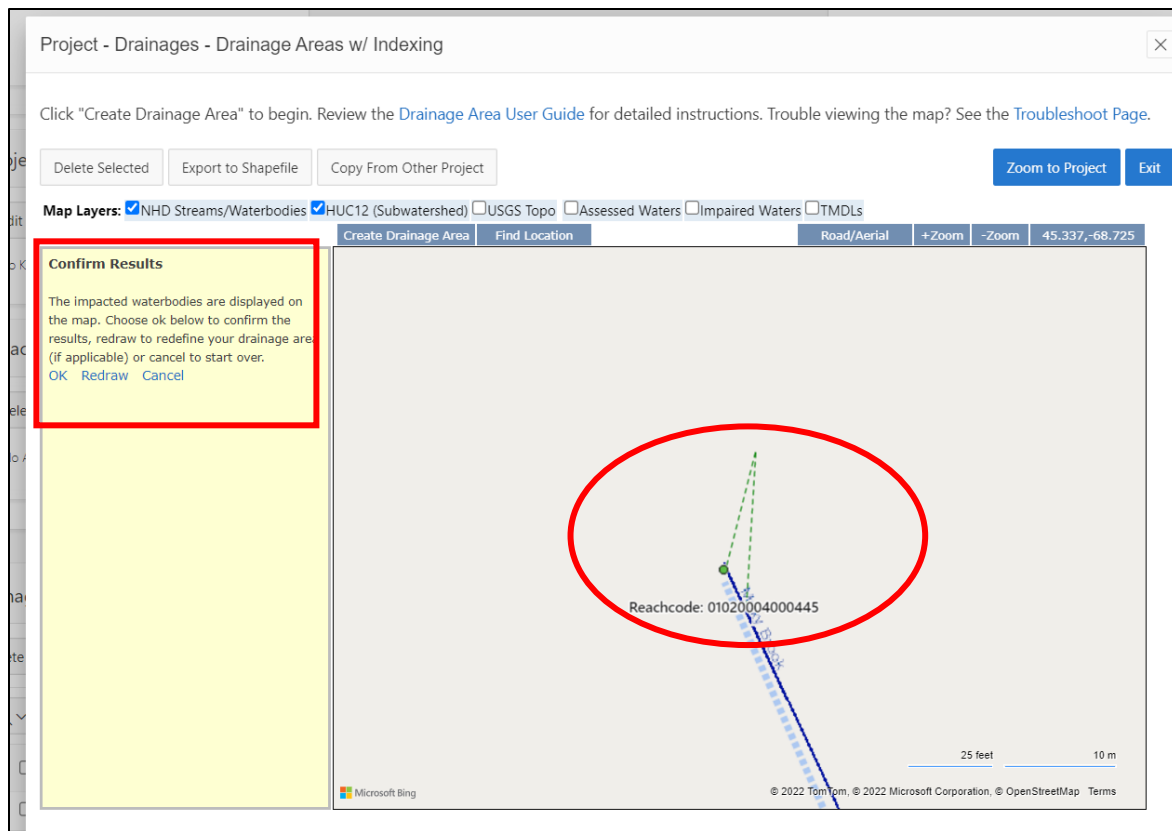 Project - Drainages - Drainage Areas w/ Indexing
Click "Create Drainage Area" to begin. Review the Drainage Area User Guide for detailed instructions. Trouble viewing the map? See the Troubleshoot Page.
Delete Selected Export to Shapefile Copy From Other Project Zoom to Project Exit
Map Layers: NHD Streams/Waterbodies HUC12 (Subwatershed) USGS Topo Assessed Waters Impaired Waters TMDLs
Create Drainage Area Find Location Road/Aerial +Zoom -Zoom 45.337,-68.725
Confirm Results
The impacted waterbodies are displayed on
the map. Choose ok below to confirm the
results, redraw to redefine your drainage area
(if applicable) or cancel to start over.
OK Redraw Cancel
Reachcode: 01020004000445
Brook
25 feet 10 m
Microsoft Bing
© 2022 TomTom, © 2022 Microsoft Corporation, © OpenStreetMap Terms